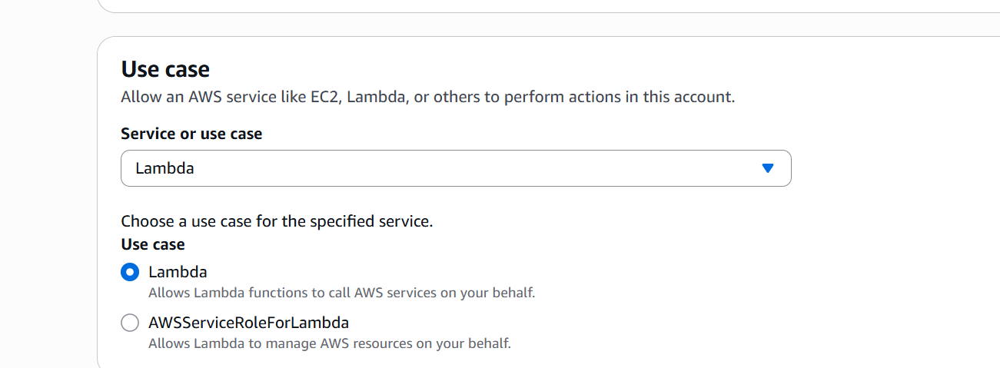 Use case
Allow an AWS service like EC2, Lambda, or others to perform actions in this account.
Service or use case
Lambda
Choose a use case for the specified service.
Use case
Lambda
Allows Lambda functions to call AWS services on your behalf.
AWSServiceRoleForLambda
Allows Lambda to manage AWS resources on your behalf.